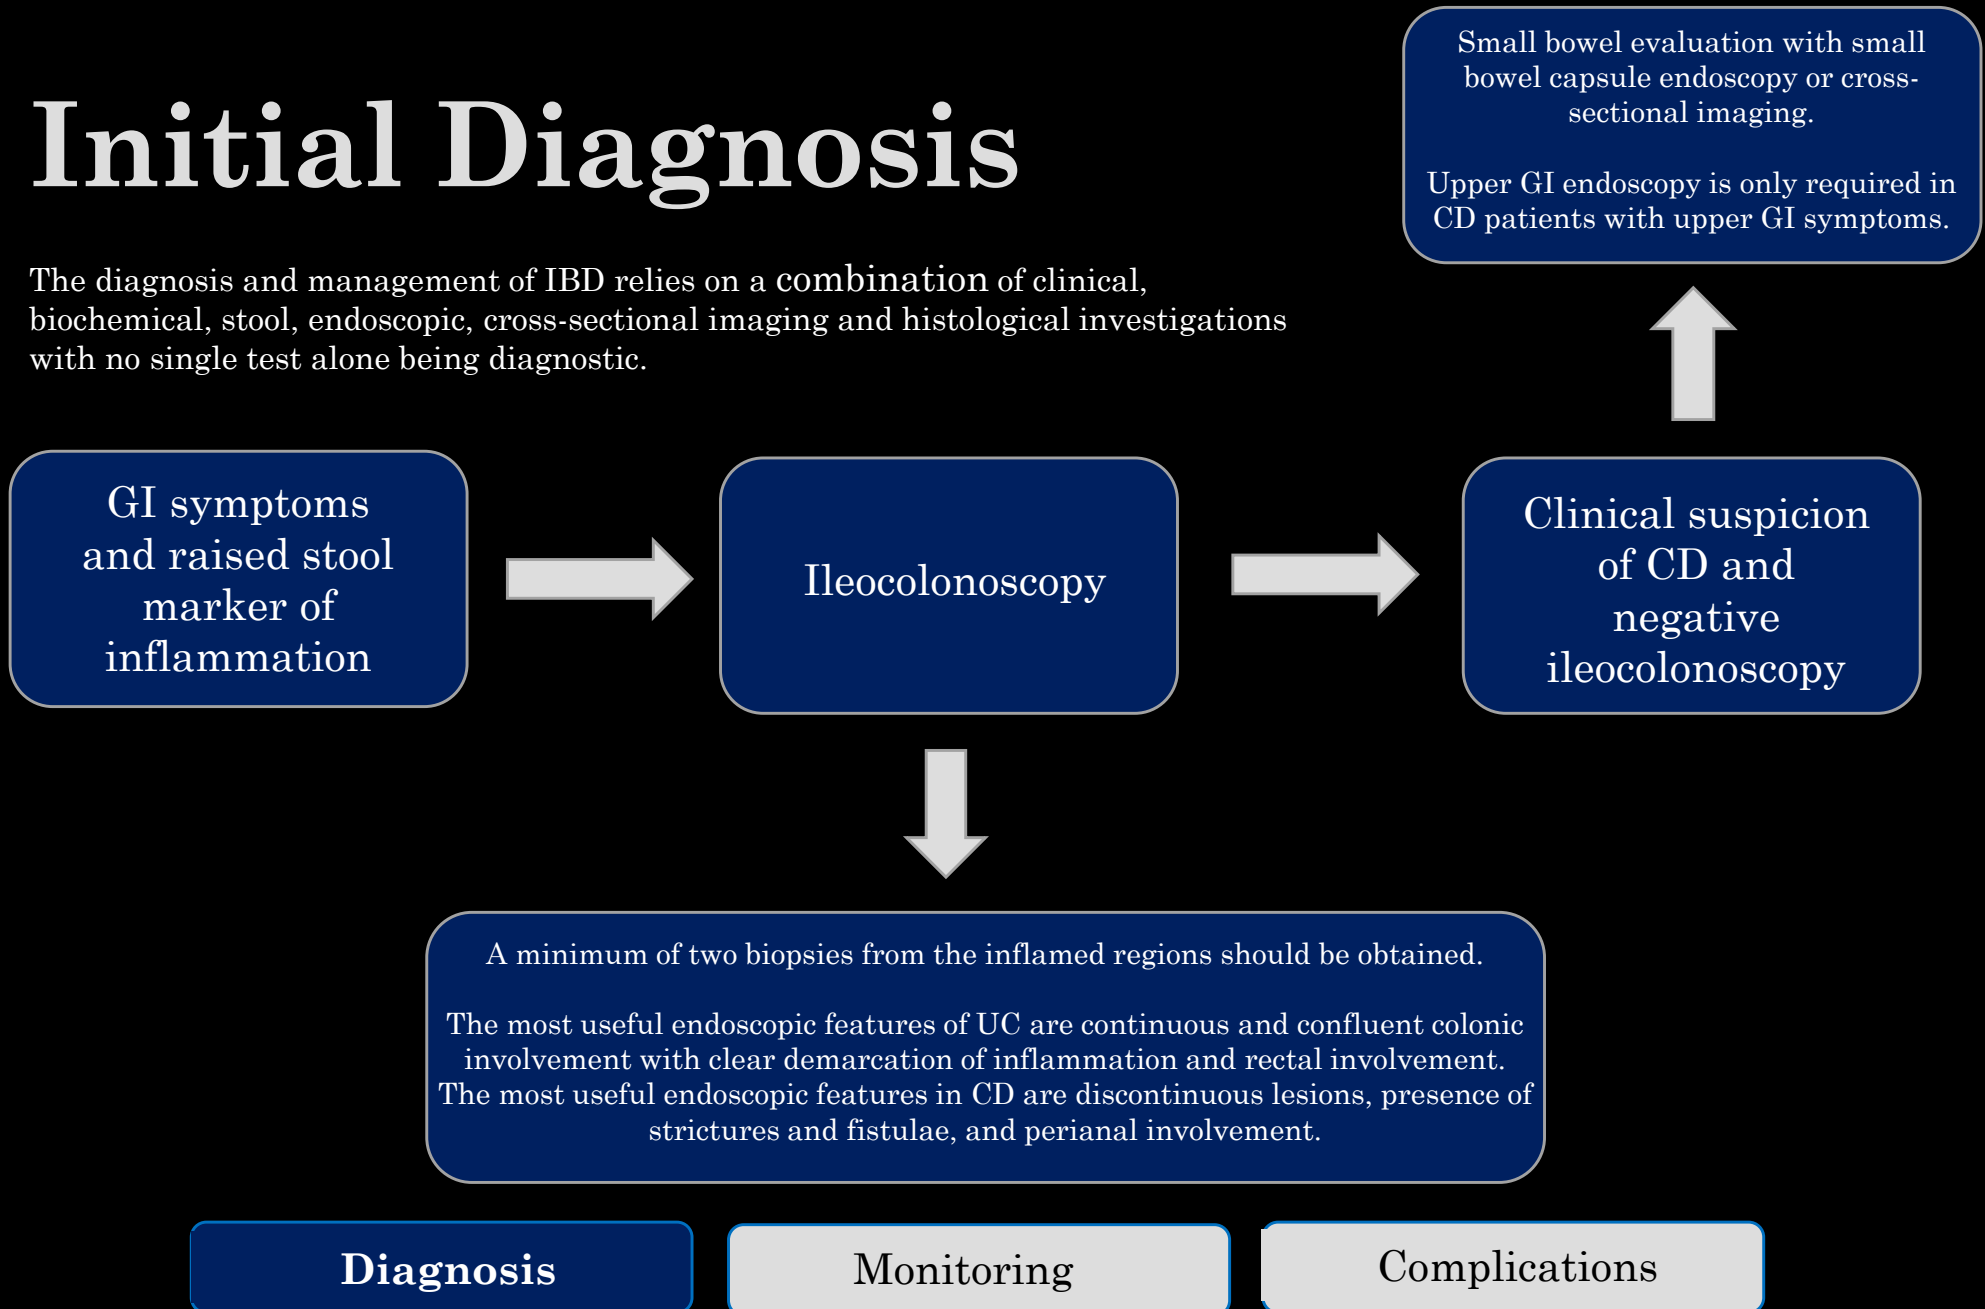 Initial Diagnosis
The diagnosis and management of IBD relies on a combination of clinical,
biochemical, stool, endoscopic, cross-sectional imaging and histological investigations
with no single test alone being diagnostic.
Small bowel evaluation with small
bowel capsule endoscopy or cross-
sectional imaging.
Upper GI endoscopy is only required in
CD patients with upper GI symptoms.
GI symptoms
and raised stool
marker of
inflammation
Ileocolonoscopy
Clinical suspicion
of CD and
negative
ileocolonoscopy
A minimum of two biopsies from the inflamed regions should be obtained.
The most useful endoscopic features of UC are continuous and confluent colonic
involvement with clear demarcation of inflammation and rectal involvement.
The most useful endoscopic features in CD are discontinuous lesions, presence of
strictures and fistulae, and perianal involvement.
Diagnosis
Monitoring
Complications